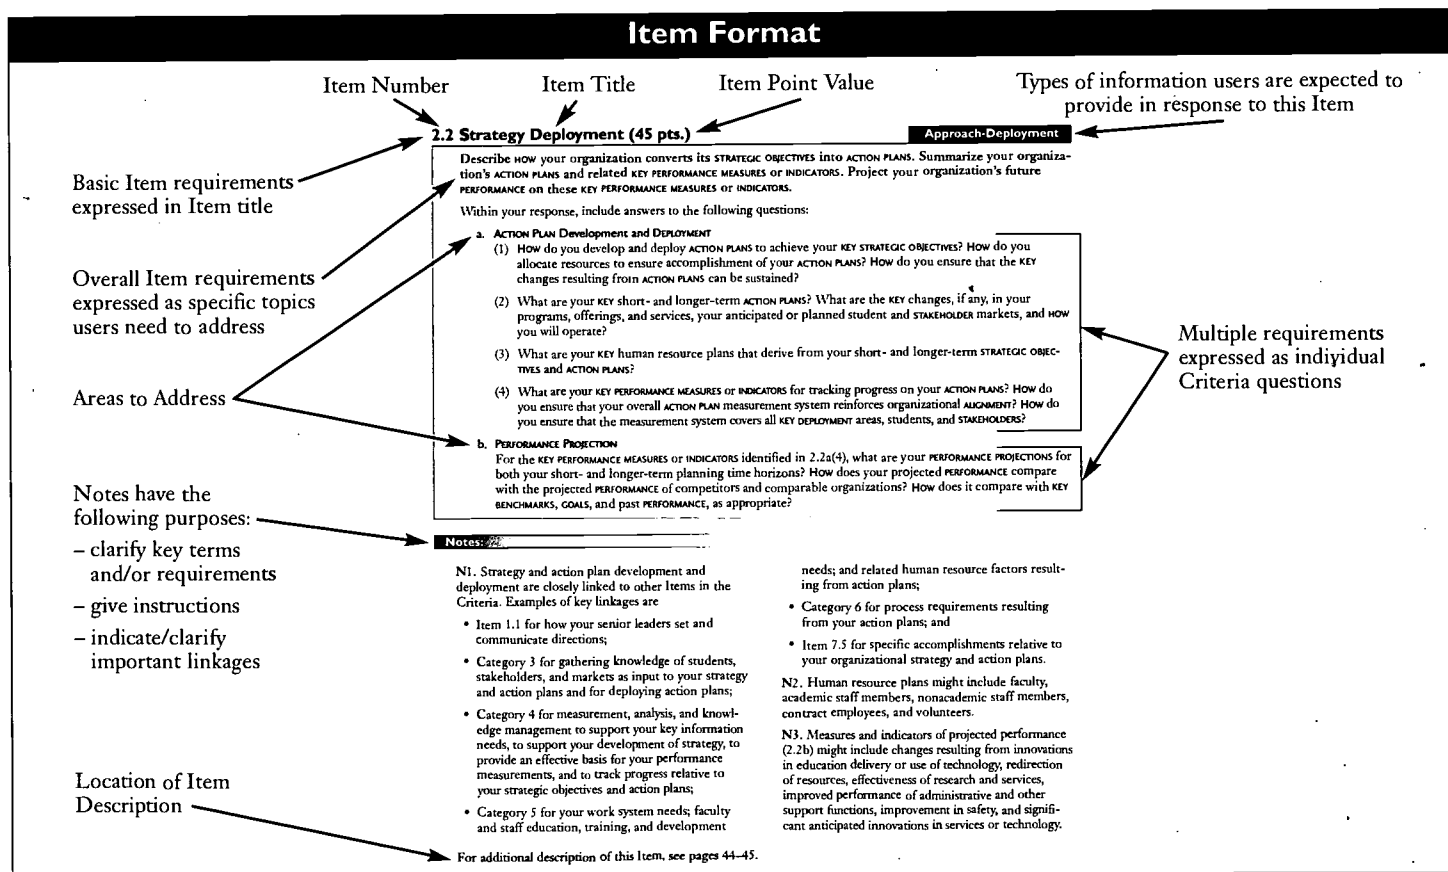 Item Format
Item Number
Item Title
Item Point Value
Types of information users are expected to
provide in response to this Item
2.2 Strategy Deployment (45 pts.)
Approach-Deployment
Basic Item requirements
expressed in Item title
Overall Item requirements
expressed as specific topics
users need to address
Areas to Address
Notes have the
following purposes:
– clarify key terms
and/or requirements
– give instructions
– indicate/clarify
important linkages
Location of Item
Description
Describe HOW your organization converts its STRATEGIC OBJECTIVES into ACTION PLANS. Summarize your organiza-
tion's ACTION PLANS and related KEY PERFORMANCE MEASURES or INDICATORS. Project your organization's future
PERFORMANCE on these KEY PERFORMANCE MEASURES or INDICATORS.
Within your response, include answers to the following questions:
a. ACTION PLAN Development and DEPLOYMENT
(1) HOW do you develop and deploy ACTION PLANS to achieve your KEY STRATEGIC OBJECTIVES? HOW do you
allocate resources to ensure accomplishment of your ACTION PLANS? HOW do you ensure that the KEY
changes resulting from ACTION PLANS can be sustained?
(2) What are your KEY short- and longer-term ACTION PLANS? What are the KEY changes, if any, in your
programs, offerings, and services, your anticipated or planned student and STAKEHOLDER markets, and HOW
you will operate?
(3) What are your KEY human resource plans that derive from your short- and longer-term STRATEGIC OBJEC-
TIVES and ACTION PLANS?
(4) What are your KEY PERFORMANCE MEASURES or INDICATORS for tracking progress on your ACTION PLANS? HOW do
you ensure that your overall ACTION PLAN measurement system reinforces organizational ALIGNMENT? HOW do
you ensure that the measurement system covers all KEY DEPLOYMENT areas, students, and STAKEHOLDERS?
b. PERFORMANCE PROJECTION
For the KEY PERFORMANCE MEASURES or INDICATORS identified in 2.2a(4), what are your PERFORMANCE PROJECTIONS for
both your short- and longer-term planning time horizons? HOW does your projected PERFORMANCE compare
with the projected PERFORMANCE of competitors and comparable organizations? HOW does it compare with KEY
BENCHMARKS, GOALS, and past PERFORMANCE, as appropriate?
Multiple requirements
expressed as individual
Criteria questions
Notes:
N1. Strategy and action plan development and
deployment are closely linked to other Items in the
Criteria. Examples of key linkages are
• Item 1.1 for how your senior leaders set and
communicate directions;
• Category 3 for gathering knowledge of students,
stakeholders, and markets as input to your strategy
and action plans and for deploying action plans;
• Category 4 for measurement, analysis, and knowl-
edge management to support your key information
needs, to support your development of strategy, to
provide an effective basis for your performance
measurements, and to track progress relative to
your strategic objectives and action plans;
• Category 5 for your work system needs; faculty
and staff education, training, and development
needs; and related human resource factors result-
ing from action plans;
• Category 6 for process requirements resulting
from your action plans; and
• Item 7.5 for specific accomplishments relative to
your organizational strategy and action plans.
N2. Human resource plans might include faculty,
academic staff members, nonacademic staff members,
contract employees, and volunteers.
N3. Measures and indicators of projected performance
(2.2b) might include changes resulting from innovations
in education delivery or use of technology, redirection
of resources, effectiveness of research and services,
improved performance of administrative and other
support functions, improvement in safety, and signifi-
cant anticipated innovations in services or technology.
For additional description of this Item, see pages 44–45.